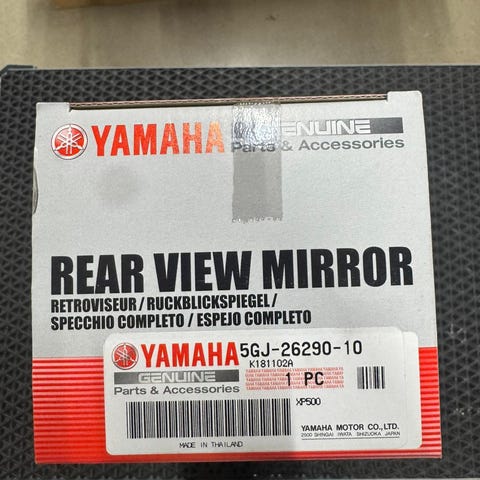 YAMAHA GENUINE
Parts & Accessories
REAR VIEW MIRROR
RETROVISEUR / RUCKBLICKSPIEGEL /
SPECCHIO COMPLETO / ESPEJO COMPLETO
YAMAHA 5GJ-26290-10
GENUINE K181102A
Parts & Accessories 1 PC
XP500
MADE IN THAILAND
YAMAHA MOTOR CO., LTD.
2500 SHINGAI IWATA SHIZUOKA JAPAN